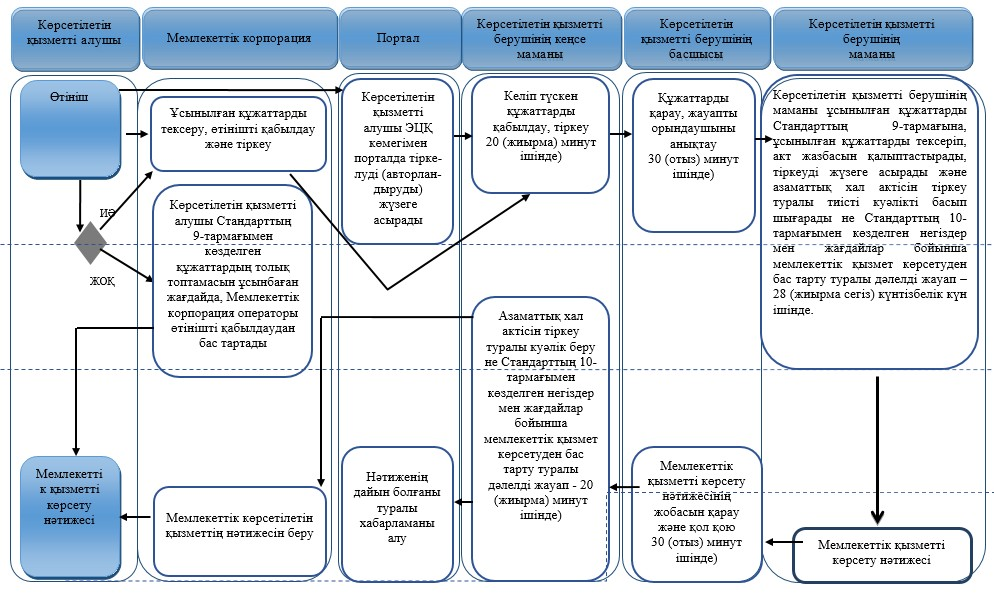 Көрсетілетін
қызметті алушы
Мемлекеттік корпорация
Портал
Көрсетілетін қызметті
берушінің кеңсе
маманы
Көрсетілетін
қызметті берушінің
басшысы
Көрсетілетін қызметті
берушінің
маманы
Өтініш
Ұсынылған құжаттарды
тексеру, өтінішті қабылдау
және тіркеу
Көрсетілетін
қызметті
алушы ЭЦҚ
көмегімен
порталда тірке-
луді (авторлан-
дыруды)
жүзеге
асырады
Келіп түскен
құжаттарды
қабылдау, тіркеу
20 (жиырма) минут
ішінде)
Құжаттарды
қарау, жауапты
орындаушыны
анықтау
30 (отыз) минут
ішінде)
Көрсетілетін қызметті берушінің
маманы ұсынылған құжаттарды
Стандарттың 9-тармағына,
ұсынылған құжаттарды тексеріп,
акт жазбасын қалыптастырады,
тіркеуді жүзеге асырады және
азаматтық хал актісін тіркеу
туралы тиісті куәлікті басып
шығарады не Стандарттың 10-
тармағымен көзделген негіздер
мен жағдайлар бойынша
мемлекеттік қызмет көрсетуден
бас тарту туралы дәлелді жауап –
28 (жиырма сегіз) күнтізбелік күн
ішінде.
ИӘ
ЖОҚ
Көрсетілетін қызметті
алушы Стандарттың
9-тармағымен
көзделген
құжаттардың толық
топтамасын ұсынбаған
жағдайда, Мемлекеттік
корпорация операторы
өтінішті қабылдаудан
бас тартады
Азаматтық хал
актісін тіркеу
туралы куәлік беру
не Стандарттың 10-
тармағымен
көзделген негіздер
мен жағдайлар
бойынша
мемлекеттік қызмет
көрсетуден бас
тарту туралы
дәлелді жауап - 20
(жиырма) минут
ішінде)
Мемлекетті
к қызметті
көрсету
нәтижесі
Мемлекеттік көрсетілетін
қызметтің нәтижесін беру
Нәтиженің
дайын болғаны
туралы
хабарламаны
алу
Мемлекеттік
қызметті көрсету
нәтижесінің
жобасын қарау
және қол қою
30 (отыз) минут
ішінде)
Мемлекеттік қызметті
көрсету нәтижесі